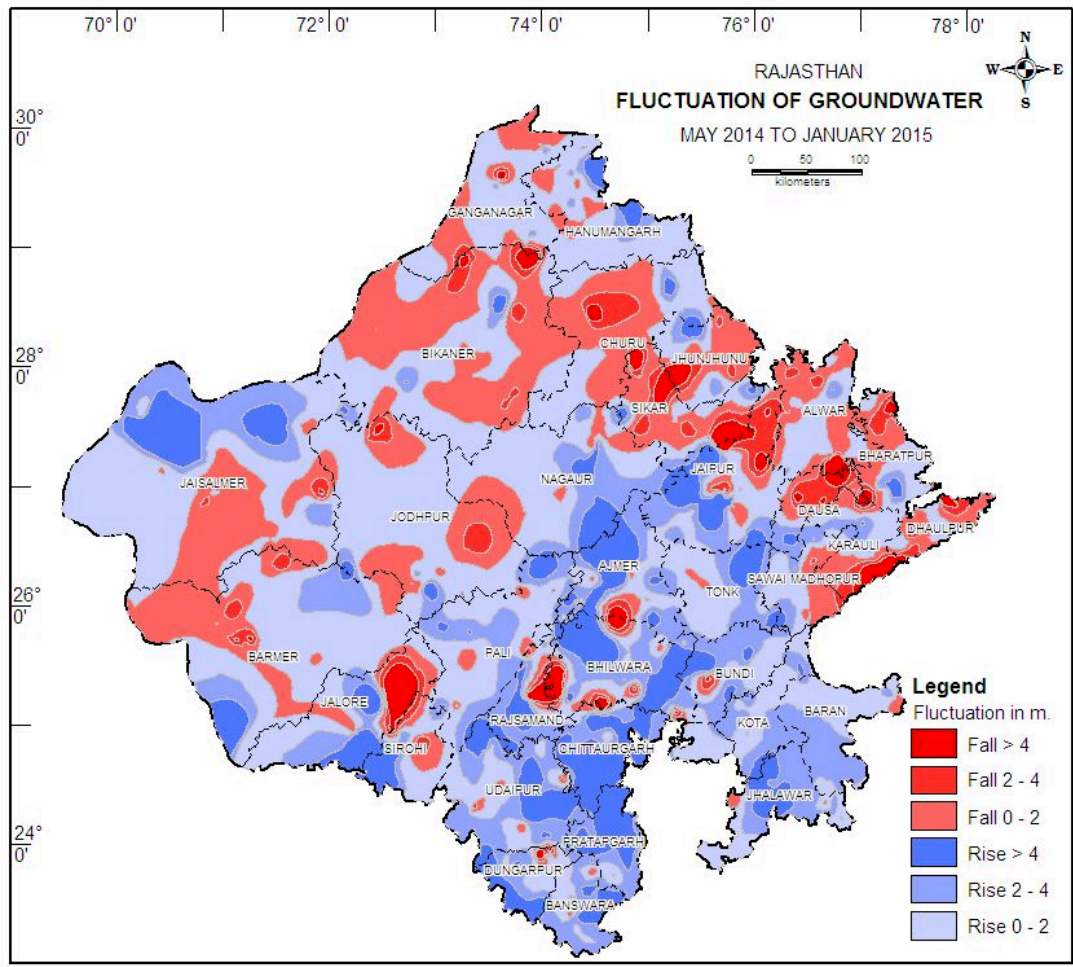 70° 0' 72° 0' 74° 0' 76° 0' 78° 0'
N
W E
S
RAJASTHAN
FLUCTUATION OF GROUNDWATER
MAY 2014 TO JANUARY 2015
0 50 100
kilometers
30°
0'
GANGANAGAR
HANUMANGARH
CHURU
BIKANER
JHUNJHUNU
28°
0'
SIKAR
ALWAR
BHARATPUR
JAIPUR
NAGAUR
JAISALMER
DAUSA
JODHPUR
DHAULPUR
KARAULI
AJMER
SAWAI MADHOPUR
TONK
26°
0'
PALI
BARMER
BHILWARA
BUNDI
JALORE
BARAN
RAJSAMAND
KOTA
SIROHI
CHITTAURGARH
UDAIPUR
JHALAWAR
24°
0'
PRATAPGARH
DUNGARPUR
BANSWARA
Legend
Fluctuation in m.
Fall > 4
Fall 2 - 4
Fall 0 - 2
Rise > 4
Rise 2 - 4
Rise 0 - 2